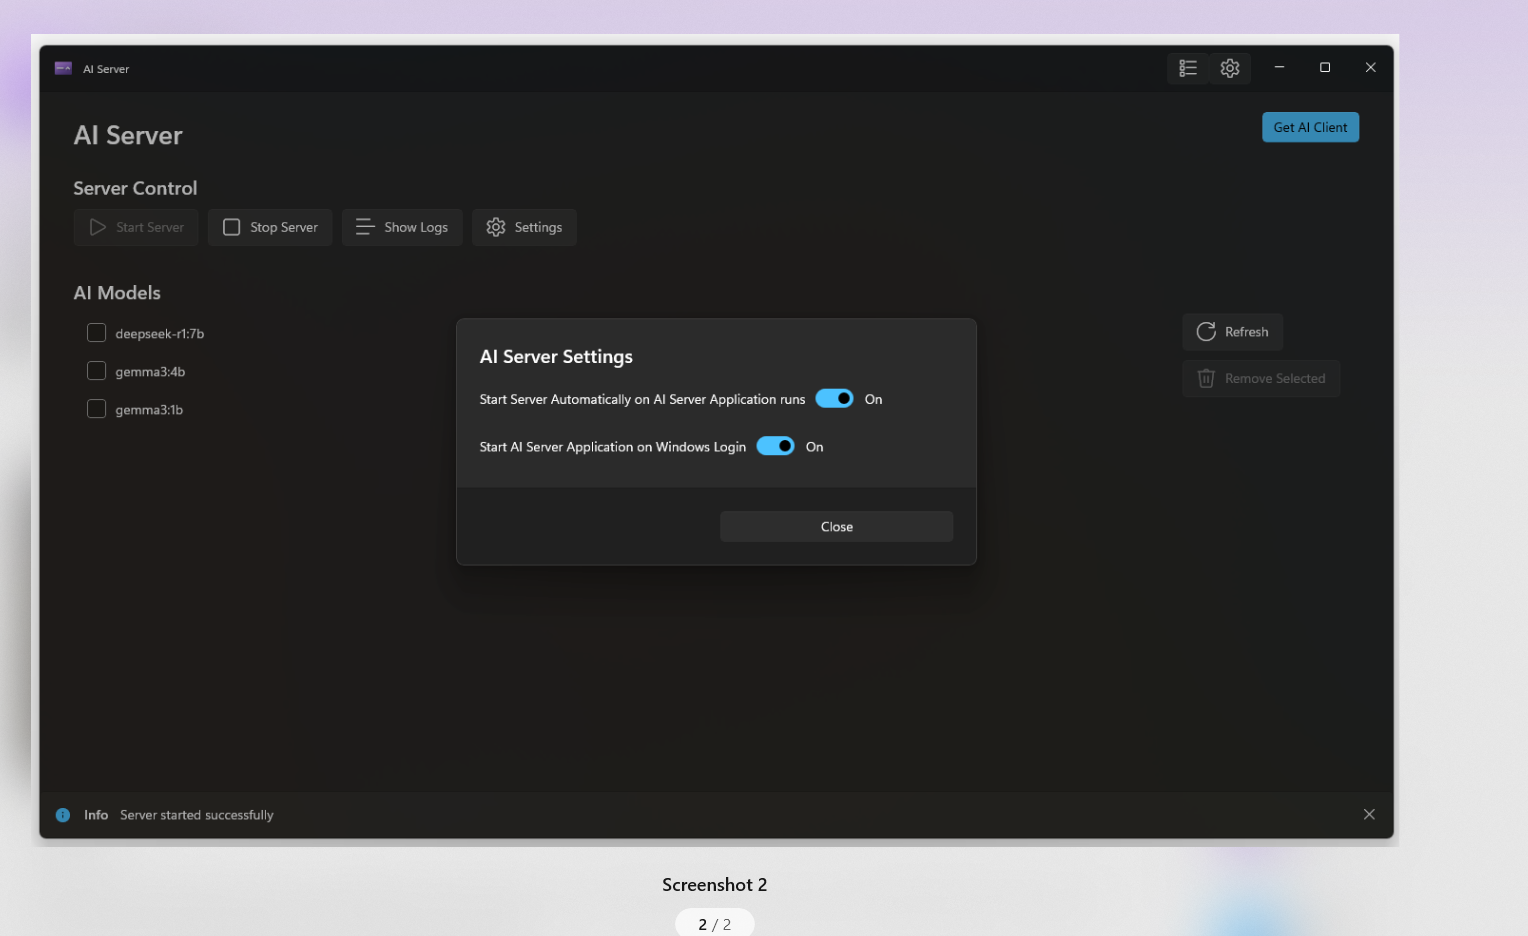 AI Server
AI Server
Get AI Client
Server Control
Start Server
Stop Server
Show Logs
Settings
AI Models
deepseek-r1:7b
gemma3:4b
gemma3:1b
Refresh
Remove Selected
AI Server Settings
Start Server Automatically on AI Server Application runs On
Start AI Server Application on Windows Login On
Close
Info Server started successfully
Screenshot 2
2 / 2